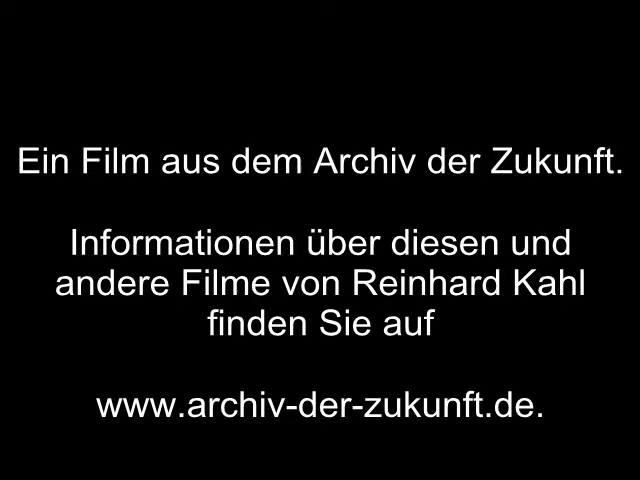 Ein Film aus dem Archiv der Zukunft.
Informationen über diesen und
andere Filme von Reinhard Kahl
finden Sie auf
www.archiv-der-zukunft.de.